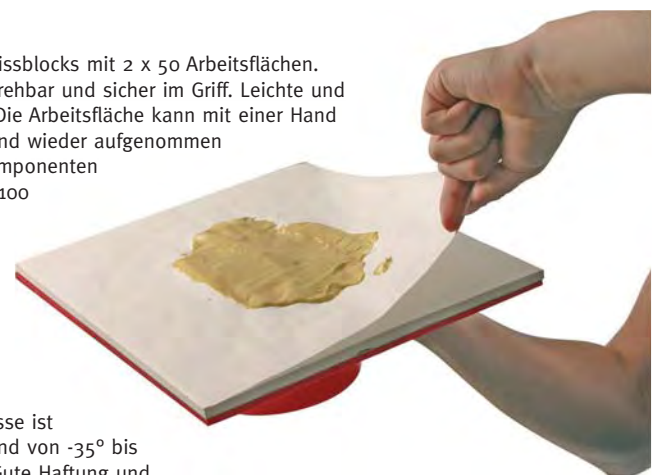 issblocks mit 2 x 50 Arbeitsflächen.
rehbar und sicher im Griff. Leichte und
Die Arbeitsfläche kann mit einer Hand
nd wieder aufgenommen
mponenten
100
sse ist
nd von -35° bis
Gute Haftung und